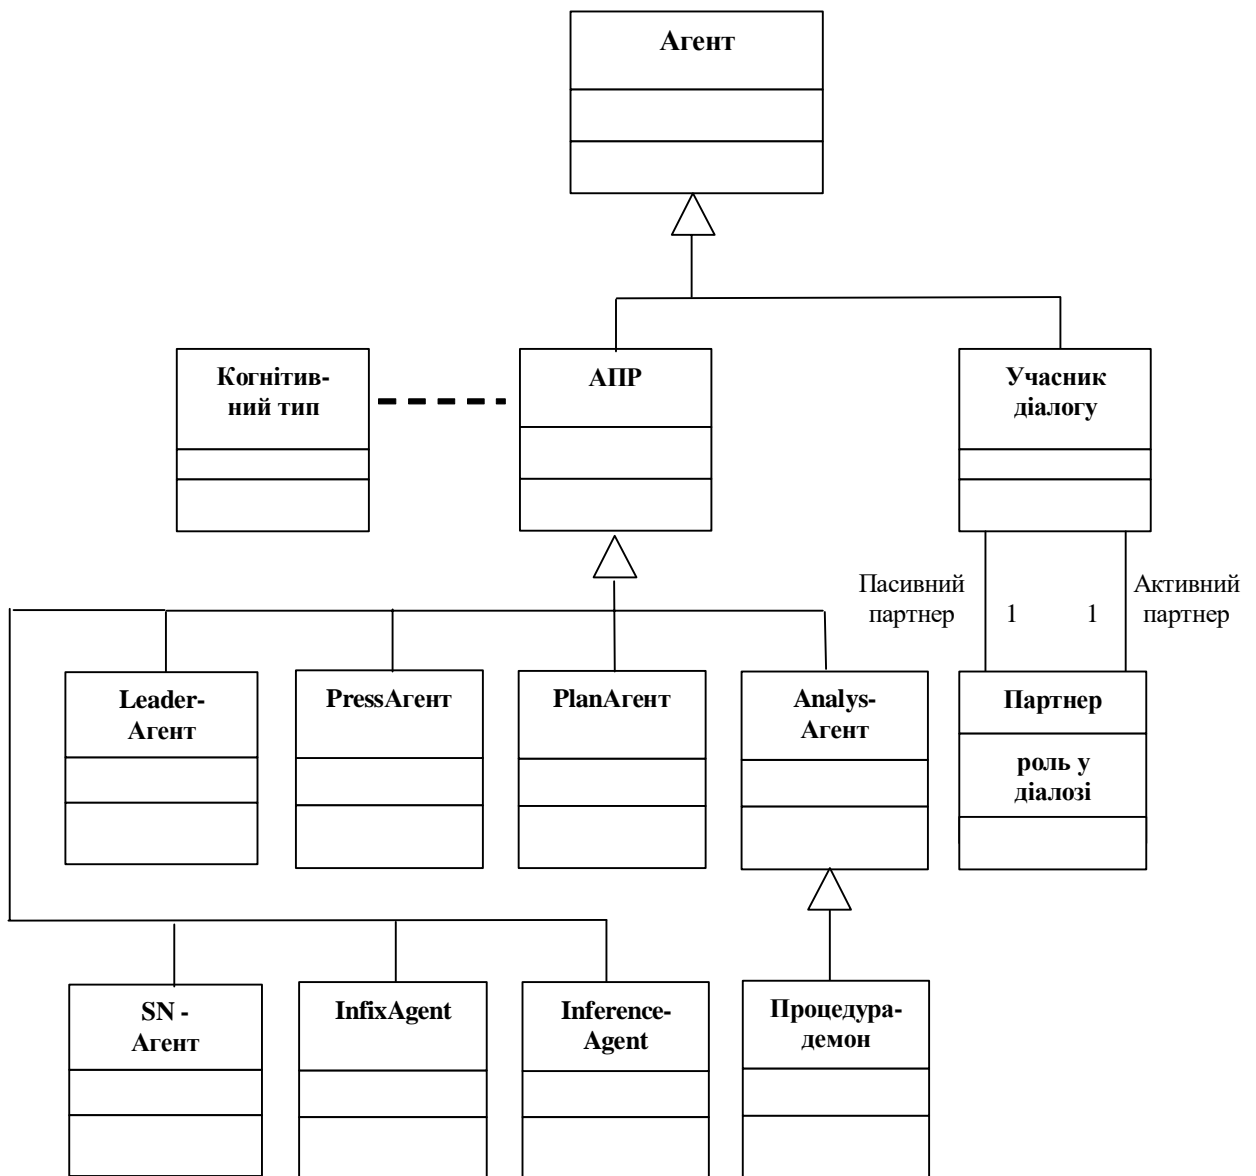 Агент
Когнітив-
ний тип
АПР
Учасник
діалогу
Пасивний
партнер
1
1
Активний
партнер
Leader-
Агент
PressАгент
PlanАгент
Analys-
Агент
Партнер
роль у
діалозі
SN -
Агент
InfixAgent
Inference-
Agent
Процедура-
демон